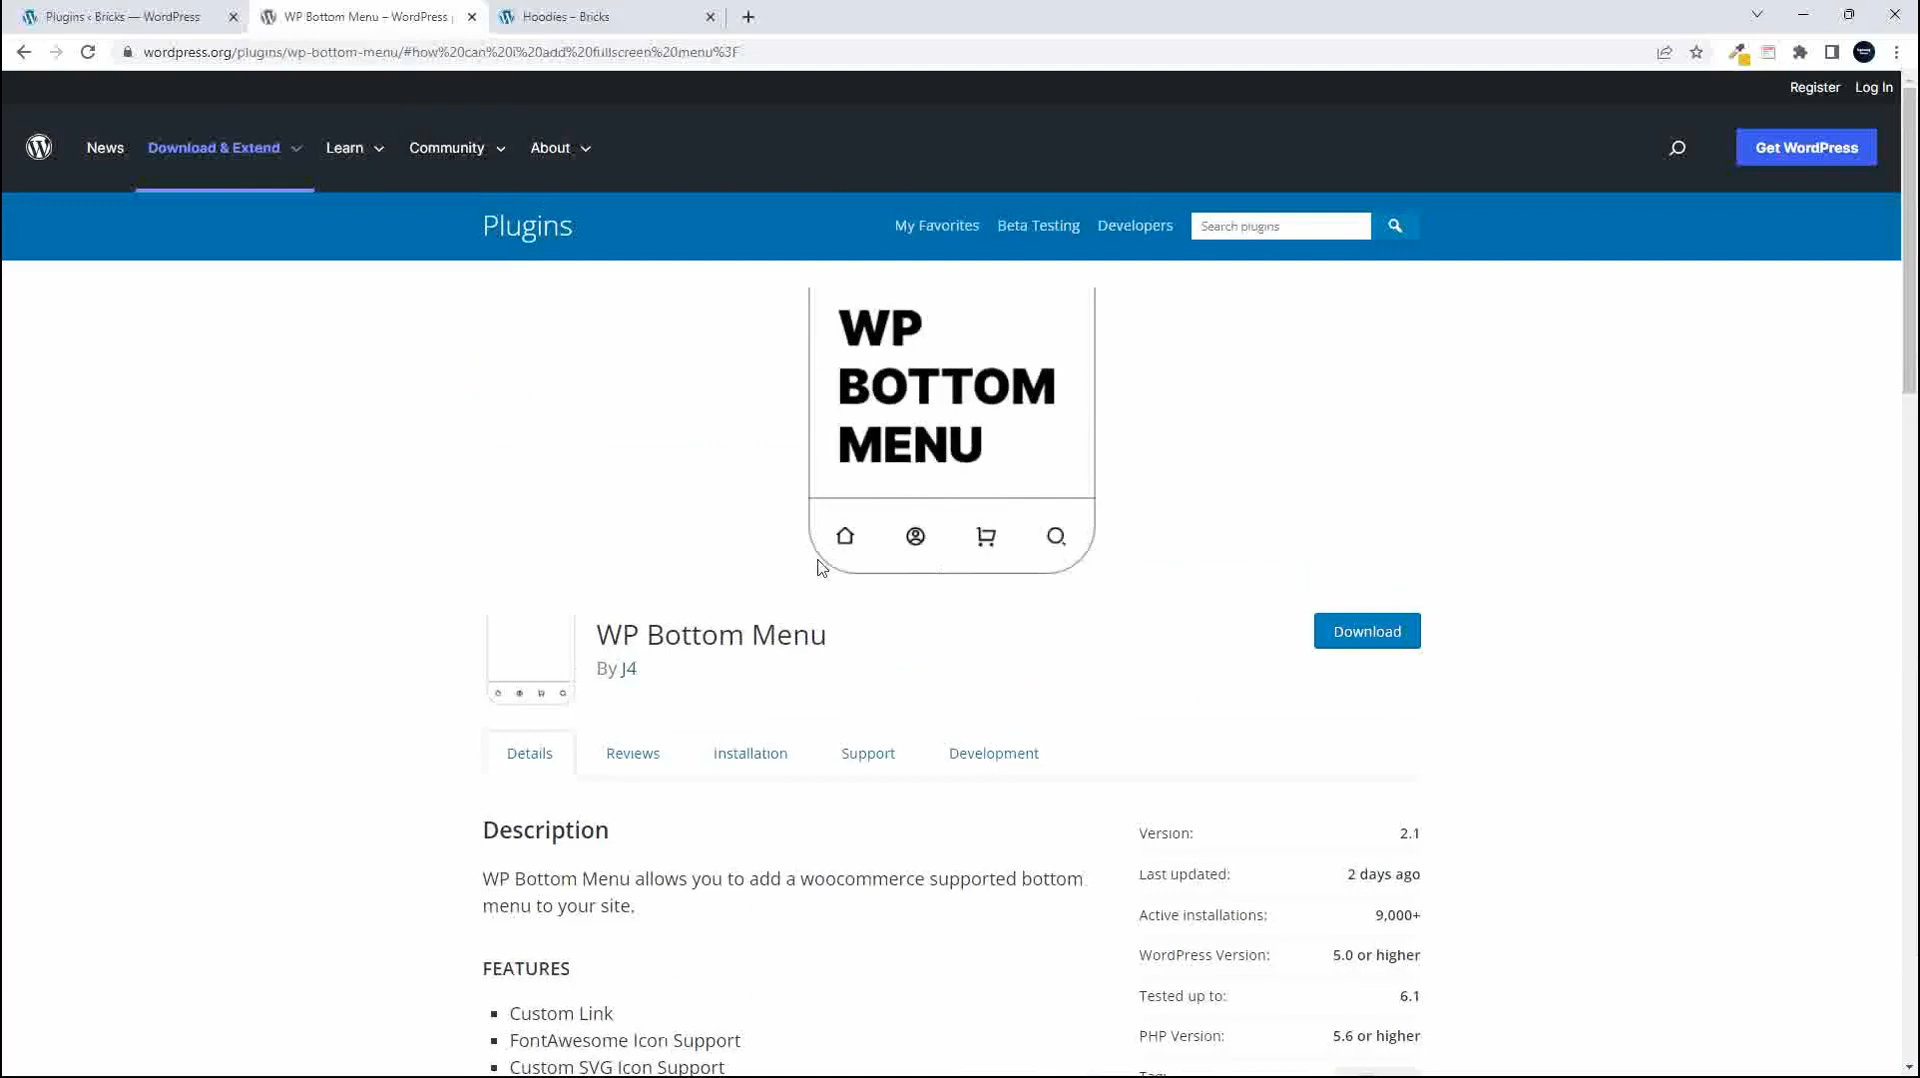 Plugins ‹ Bricks — WordPress
WP Bottom Menu – WordPress
Hoodies – Bricks
wordpress.org/plugins/wp-bottom-menu/#how%20can%20i%20add%20fullscreen%20menu%3F
Register Log In
News Download & Extend Learn Community About Get WordPress
Plugins My Favorites Beta Testing Developers Search plugins
WP
BOTTOM
MENU
WP Bottom Menu
Download
By J4
Details Reviews Installation Support Development
Description
WP Bottom Menu allows you to add a woocommerce supported bottom
menu to your site.
FEATURES
Custom Link
FontAwesome Icon Support
Custom SVG Icon Support
Version: 2.1
Last updated: 2 days ago
Active installations: 9,000+
WordPress Version: 5.0 or higher
Tested up to: 6.1
PHP Version: 5.6 or higher